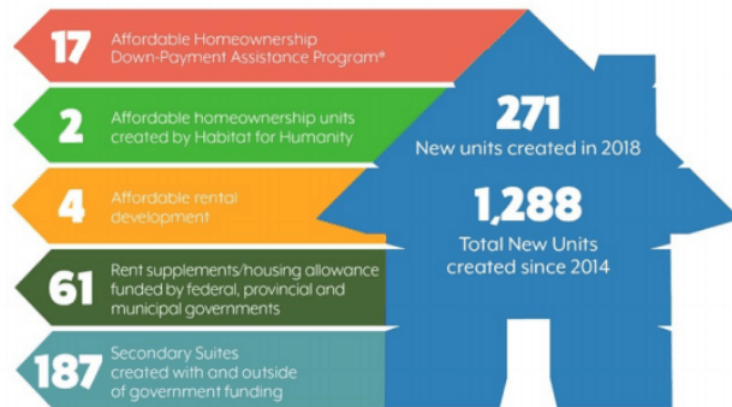 17
Affordable Homeownership
Down-Payment Assistance Program*
2
Affordable homeownership units
created by Habitat for Humanity
4
Affordable rental
development
61
Rent supplements/housing allowance
funded by federal, provincial and
municipal governments
187
Secondary Suites
created with and outside
of government funding
271
New units created in 2018
1,288
Total New Units
created since 2014